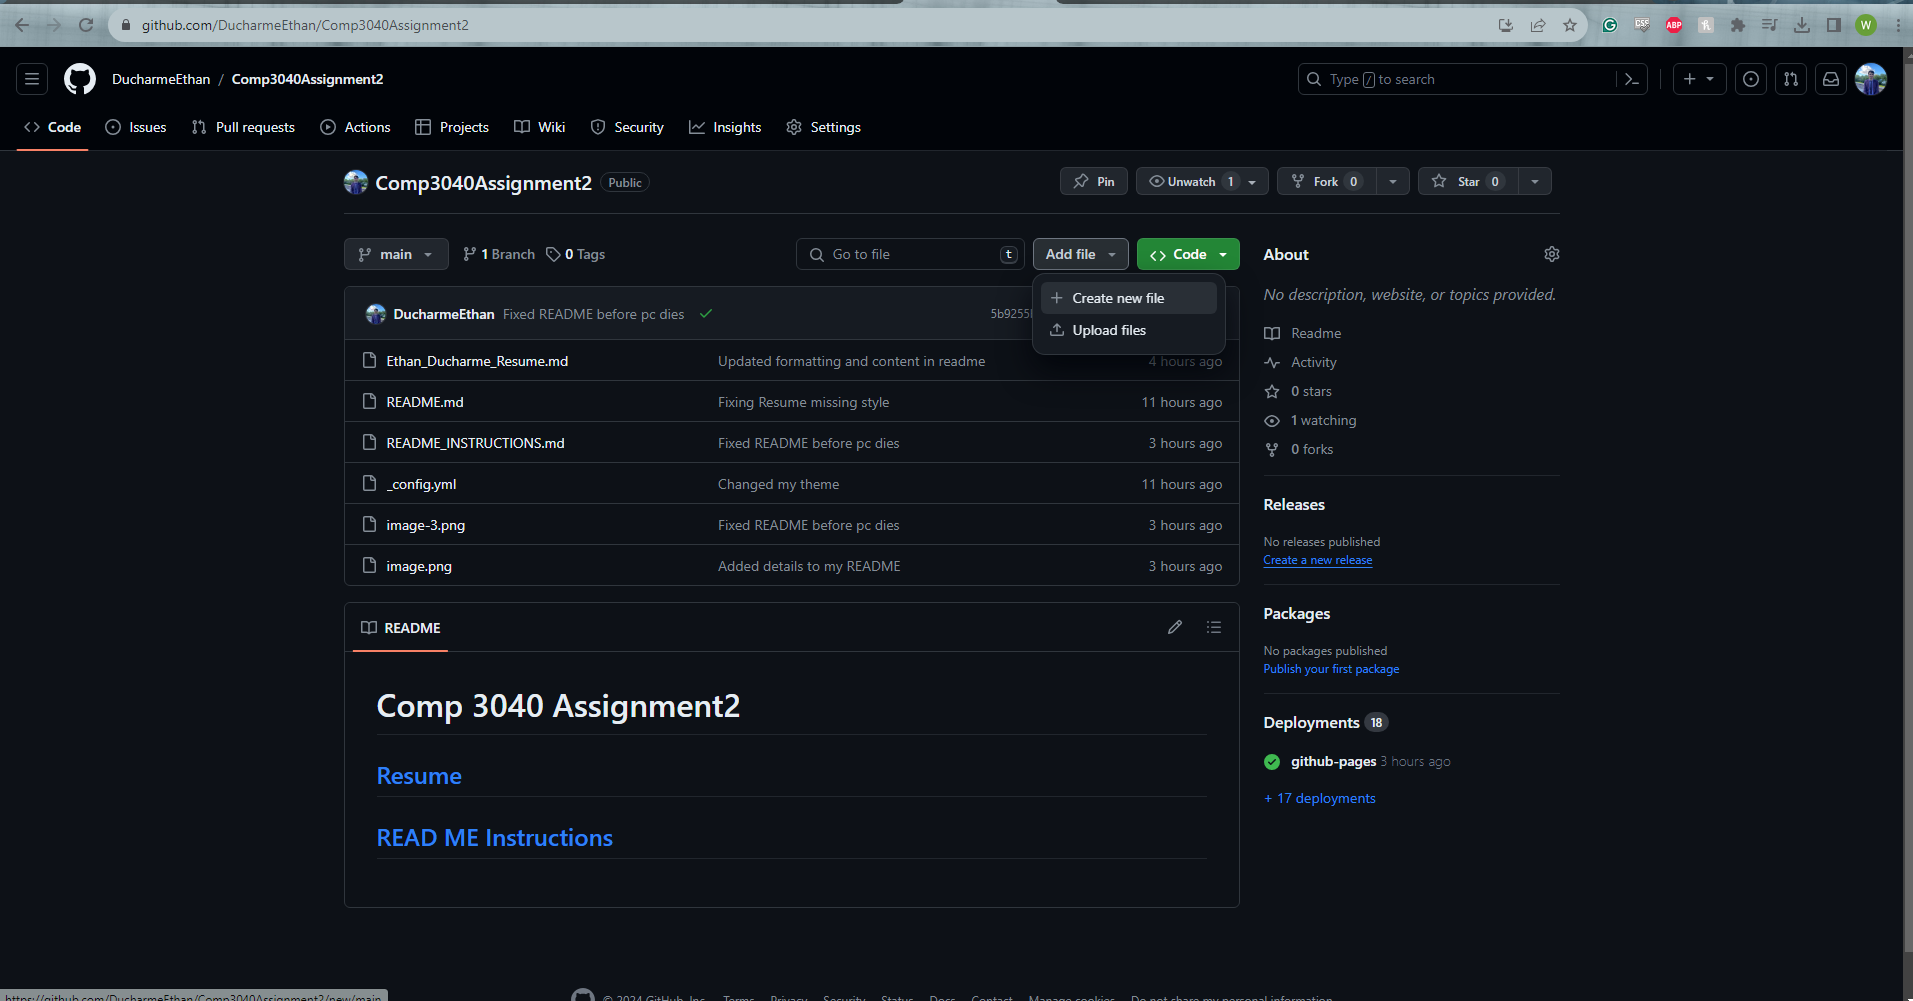 github.com/DucharmeEthan/Comp3040Assignment2
DucharmeEthan / Comp3040Assignment2
Type / to search
Code Issues Pull requests Actions Projects Wiki Security Insights Settings
Comp3040Assignment2 Public
Pin Unwatch 1 Fork 0 Star 0
main 1 Branch 0 Tags
Go to file t Add file Code
Create new file
Upload files
DucharmeEthan Fixed README before pc dies 5b9255
Ethan_Ducharme_Resume.md Updated formatting and content in readme 4 hours ago
README.md Fixing Resume missing style 11 hours ago
README_INSTRUCTIONS.md Fixed README before pc dies 3 hours ago
_config.yml Changed my theme 11 hours ago
image-3.png Fixed README before pc dies 3 hours ago
image.png Added details to my README 3 hours ago
README
Comp 3040 Assignment2
Resume
READ ME Instructions
About
No description, website, or topics provided.
Readme
Activity
0 stars
1 watching
0 forks
Releases
No releases published
Create a new release
Packages
No packages published
Publish your first package
Deployments 18
github-pages 3 hours ago
+ 17 deployments
https://github.com/DucharmeEthan/Comp3040Assignment2/new/main
© 2024 GitHub, Inc. Terms Privacy Security Status Docs Contact Manage cookies Do not share my personal information
CSS
ABP
W